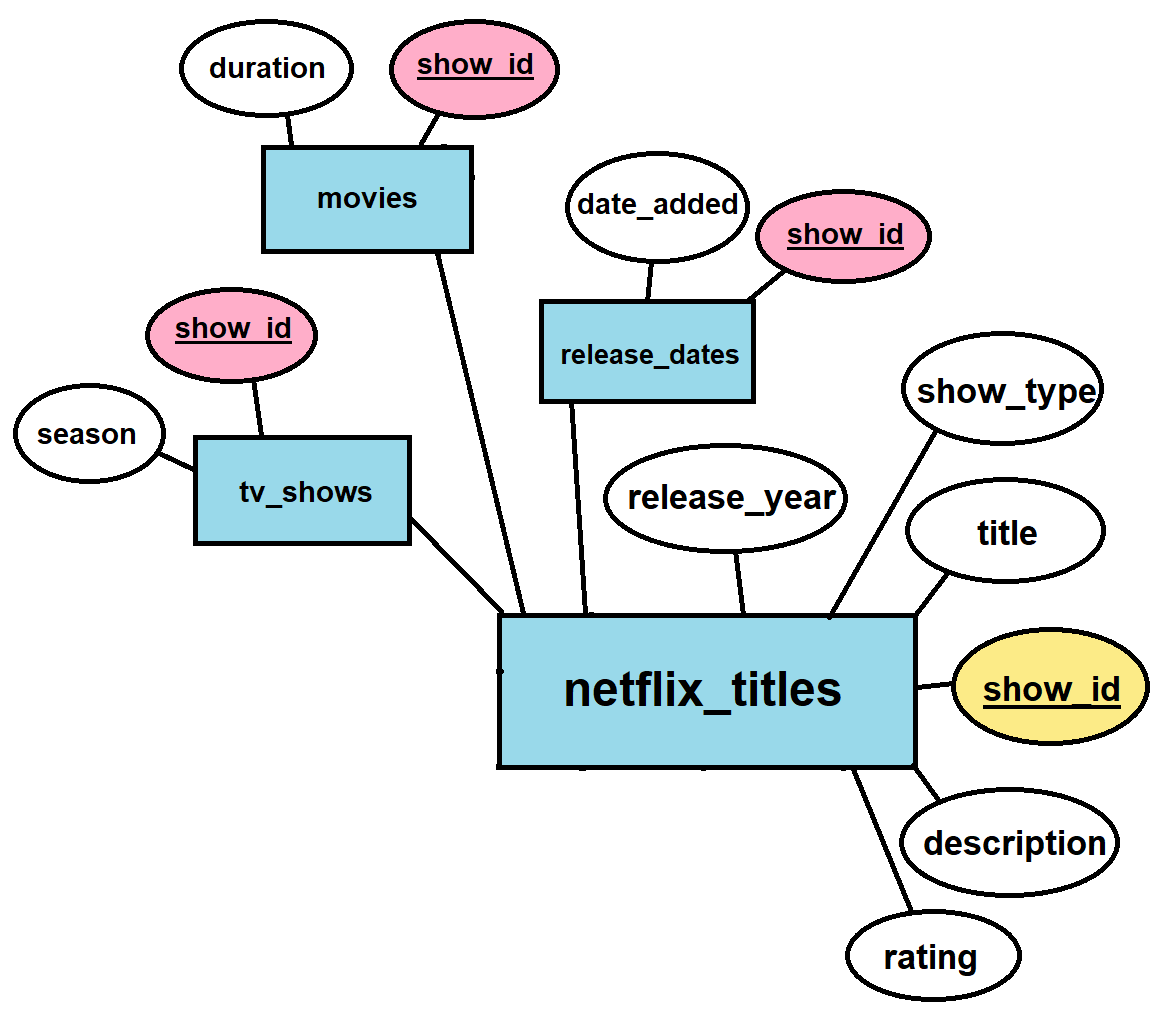 duration
show_id
movies
date_added
show_id
show_id
release_dates
season
tv_shows
show_type
release_year
title
netflix_titles
show_id
description
rating